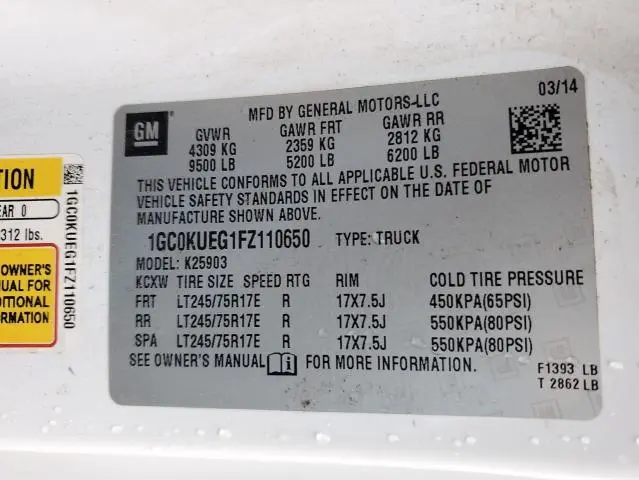 03/14
MFD BY GENERAL MOTORS-LLC
GM
GVWR GAWR FRT GAWR RR
4309 KG 2359 KG 2812 KG
9500 LB 5200 LB 6200 LB
THIS VEHICLE CONFORMS TO ALL APPLICABLE U.S. FEDERAL MOTOR
VEHICLE SAFETY STANDARDS IN EFFECT ON THE DATE OF
MANUFACTURE SHOWN ABOVE.
1GC0KUEG1FZ110650 TYPE: TRUCK
MODEL: K25903
KCXW TIRE SIZE SPEED RTG RIM COLD TIRE PRESSURE
FRT LT245/75R17E R 17X7.5J 450KPA(65PSI)
RR LT245/75R17E R 17X7.5J 550KPA(80PSI)
SPA LT245/75R17E R 17X7.5J 550KPA(80PSI)
SEE OWNER'S MANUAL FOR MORE INFORMATION.
F1393 LB
T 2862 LB
TION
EAR 0
312 lbs.
OWNER'S
UAL FOR
DITIONAL
FORMATION
1GC0KUEG1FZ110650